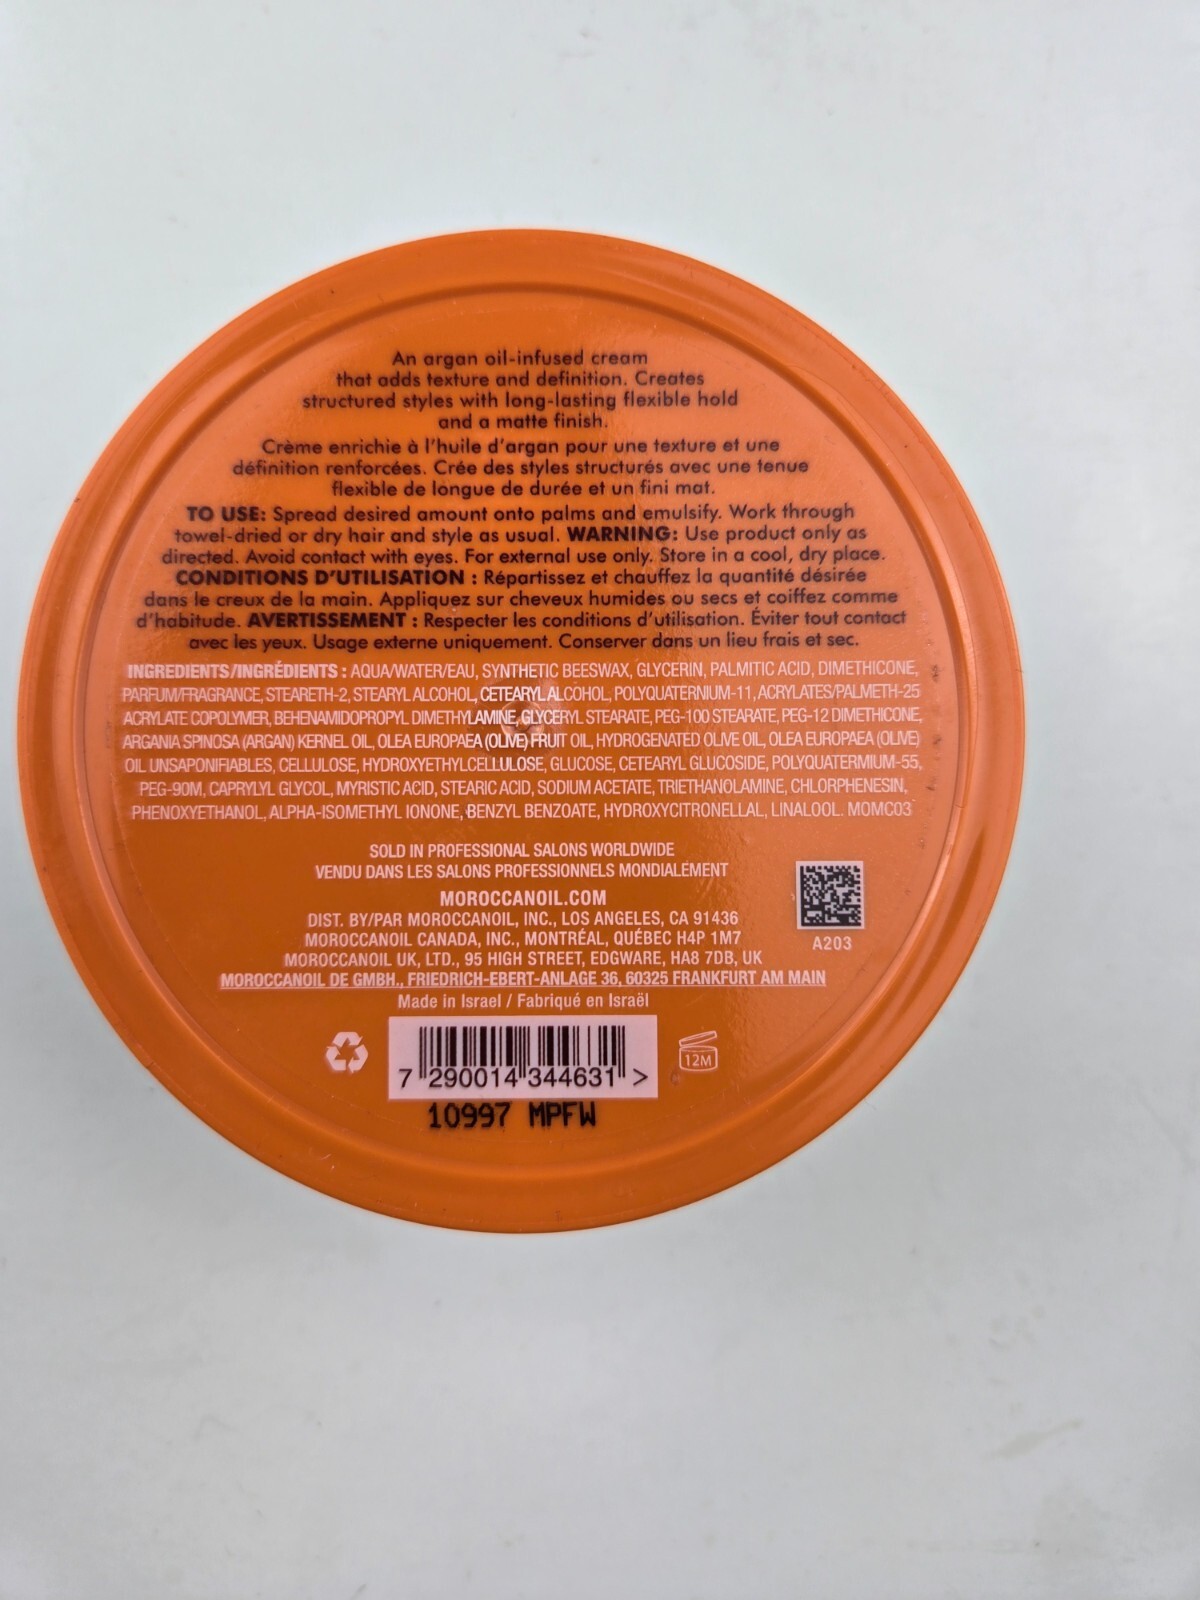 An argan oil-infused cream
that adds texture and definition. Creates
structured styles with long-lasting flexible hold
and a matte finish.
Crème enrichie à l'huile d'argan pour une texture et une
définition renforcées. Crée des styles structurés avec une tenue
flexible de longue de durée et un fini mat.
TO USE: Spread desired amount onto palms and emulsify. Work through
towel-dried or dry hair and style as usual. WARNING: Use product only as
directed. Avoid contact with eyes. For external use only. Store in a cool, dry place.
CONDITIONS D'UTILISATION : Répartissez et chauffez la quantité désirée
dans le creux de la main. Appliquez sur cheveux humides ou secs et coiffez comme
d'habitude. AVERTISSEMENT : Respecter les conditions d'utilisation. Éviter tout contact
avec les yeux. Usage externe uniquement. Conserver dans un lieu frais et sec.
INGREDIENTS/INGRÉDIENTS : AQUA/WATER/EAU, SYNTHETIC BEESWAX, GLYCERIN, PALMITIC ACID, DIMETHICONE,
PARFUM/FRAGRANCE, STEARETH-2, STEARYL ALCOHOL, CETEARYL ALCOHOL, POLYQUATERNIUM-11, ACRYLATES/PALMETH-25
ACRYLATE COPOLYMER, BEHENAMIDOPROPYL DIMETHYLAMINE, GLYCERYL STEARATE, PEG-100 STEARATE, PEG-12 DIMETHICONE,
ARGANIA SPINOSA (ARGAN) KERNEL OIL, OLEA EUROPAEA (OLIVE) FRUIT OIL, HYDROGENATED OLIVE OIL, OLEA EUROPAEA (OLIVE)
OIL UNSAPONIFIABLES, CELLULOSE, HYDROXYETHYLCELLULOSE, GLUCOSE, CETEARYL GLUCOSIDE, POLYQUATERMIUM-55,
PEG-90M, CAPRYLYL GLYCOL, MYRISTIC ACID, STEARIC ACID, SODIUM ACETATE, TRIETHANOLAMINE, CHLORPHENESIN,
PHENOXYETHANOL, ALPHA-ISOMETHYL IONONE, BENZYL BENZOATE, HYDROXYCITRONELLAL, LINALOOL. MOMC03
SOLD IN PROFESSIONAL SALONS WORLDWIDE
VENDU DANS LES SALONS PROFESSIONNELS MONDIALEMENT
MOROCCANOIL.COM
DIST. BY/PAR MOROCCANOIL, INC., LOS ANGELES, CA 91436
MOROCCANOIL CANADA, INC., MONTRÉAL, QUÉBEC H4P 1M7
MOROCCANOIL UK, LTD., 95 HIGH STREET, EDGWARE, HA8 7DB, UK
MOROCCANOIL DE GMBH., FRIEDRICH-EBERT-ANLAGE 36, 60325 FRANKFURT AM MAIN
A203
Made in Israel / Fabriqué en Israël
12M
7 290014 344631 >
10997 MPFW